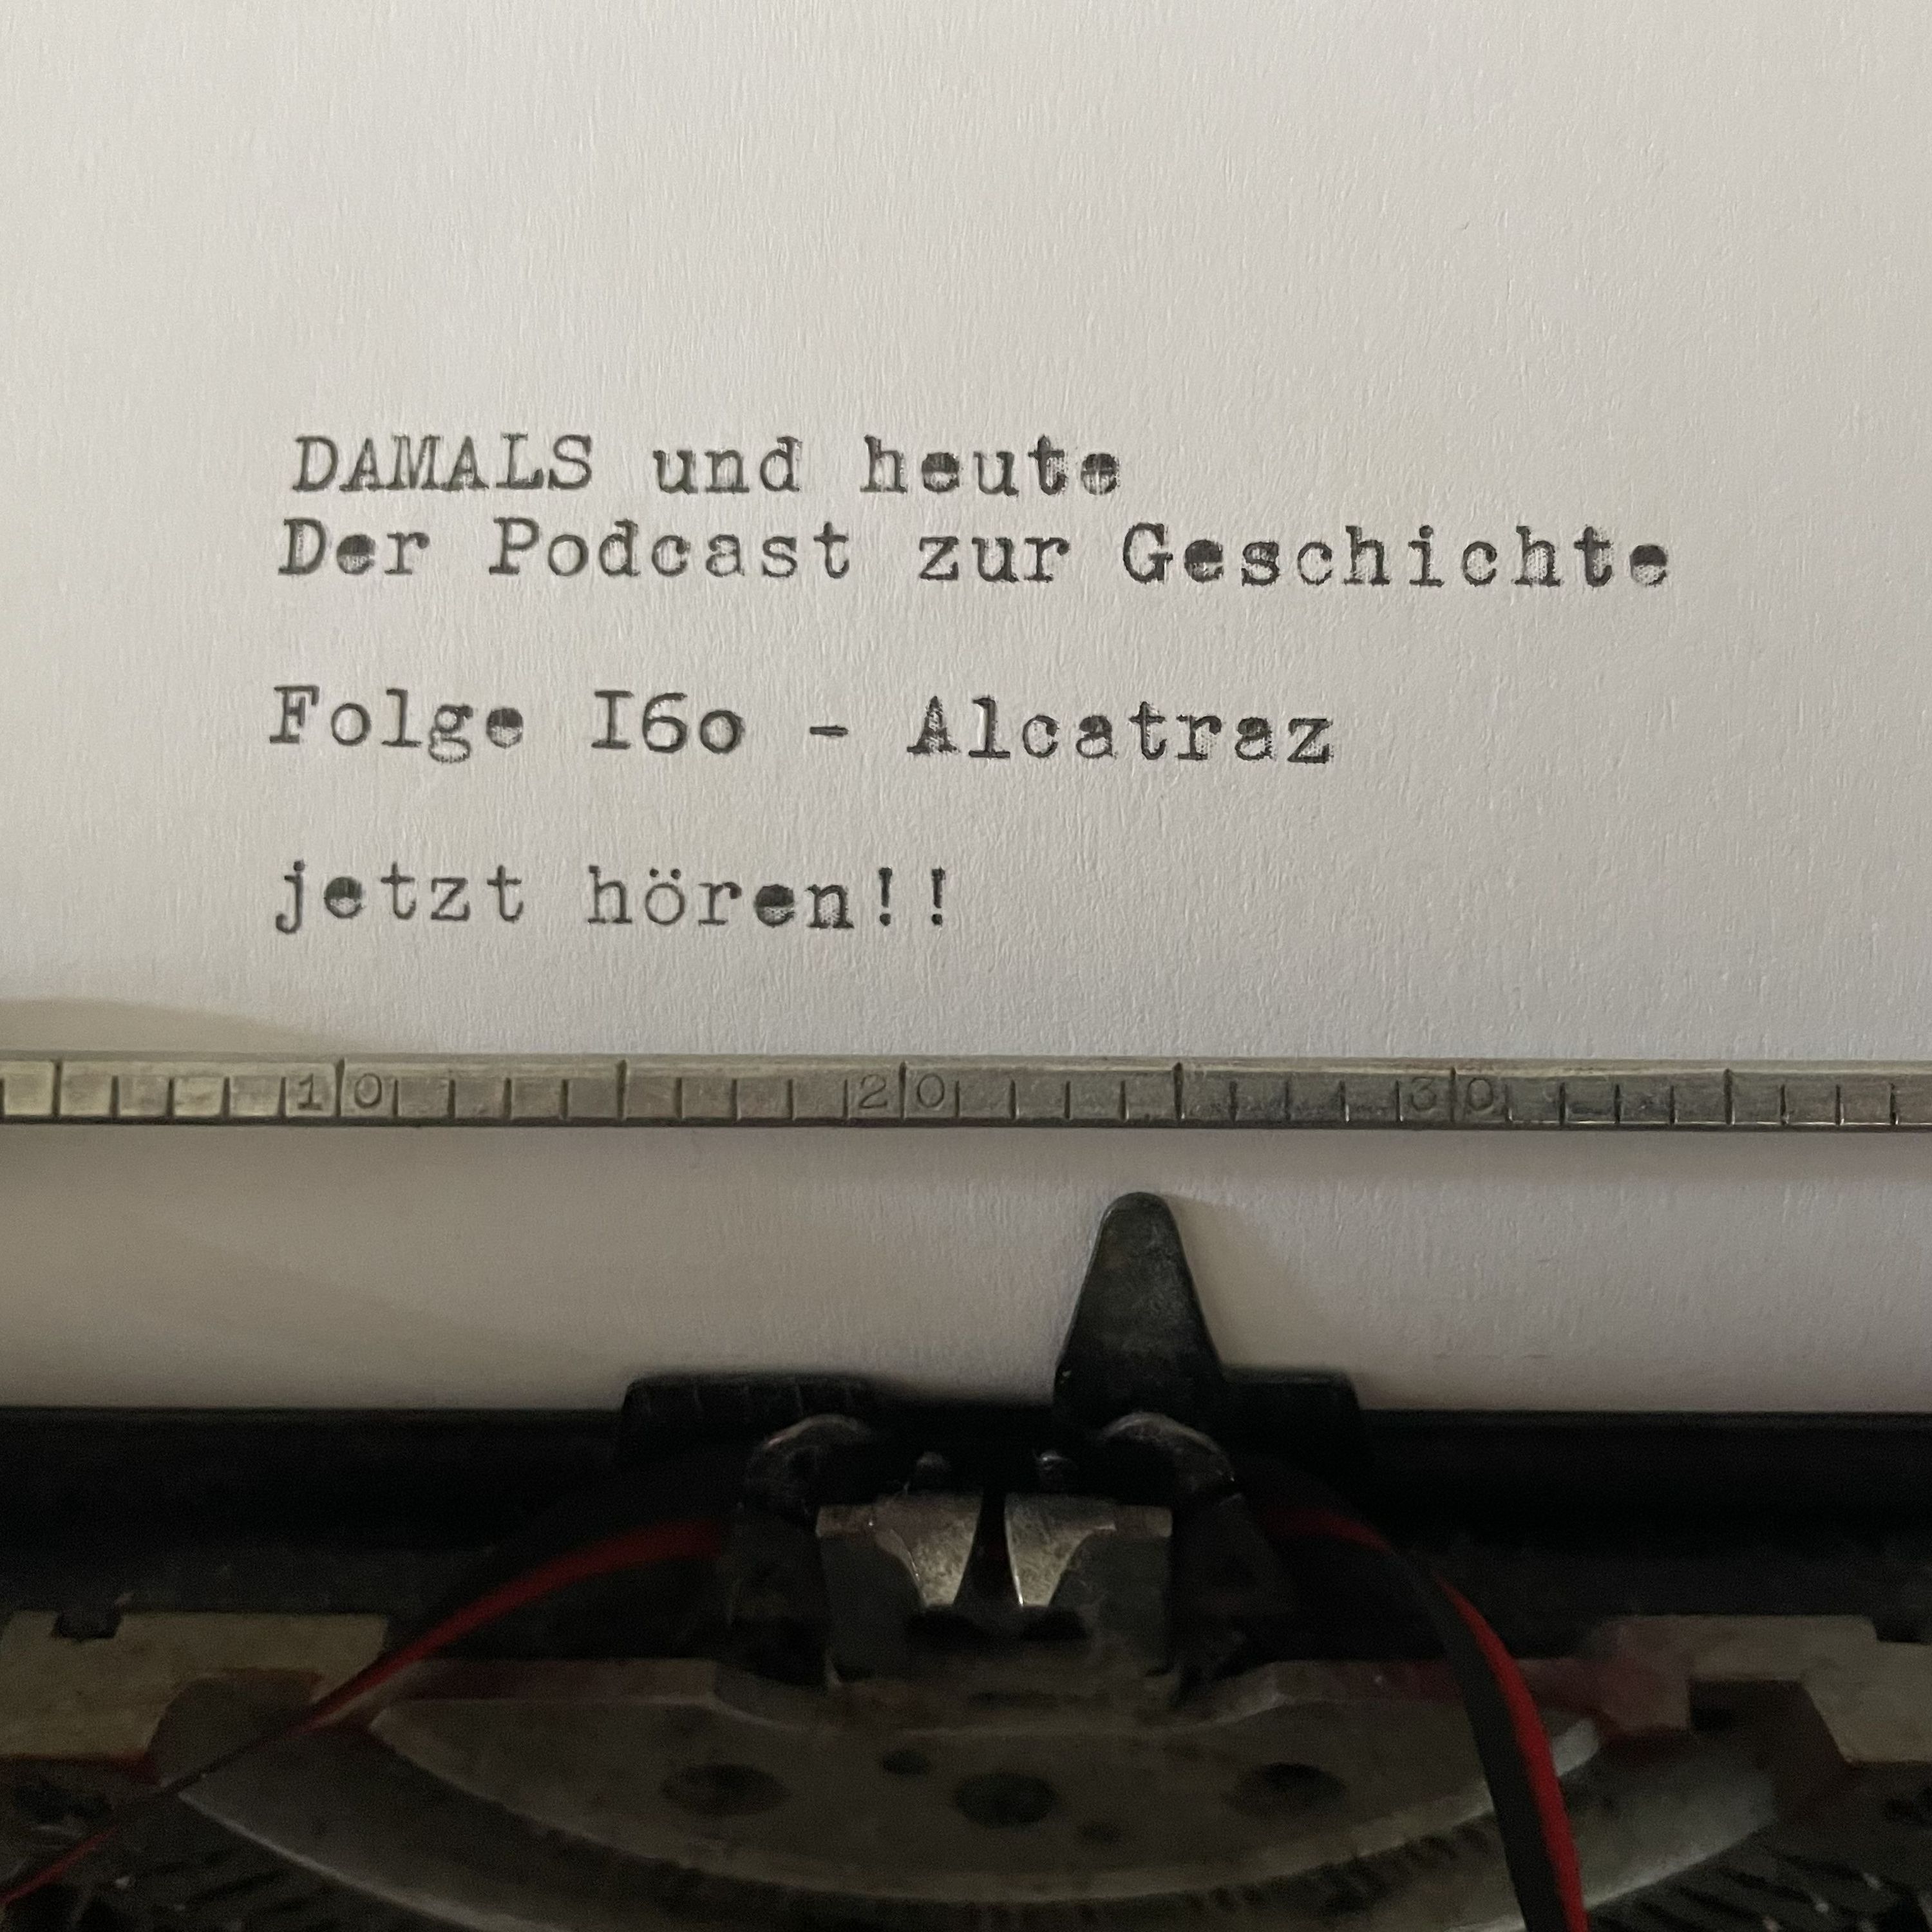 DAMALS und heute
Der Podcast zur Geschichte
Folge I6o - Alcatraz
jetzt hören!!
10 20 30